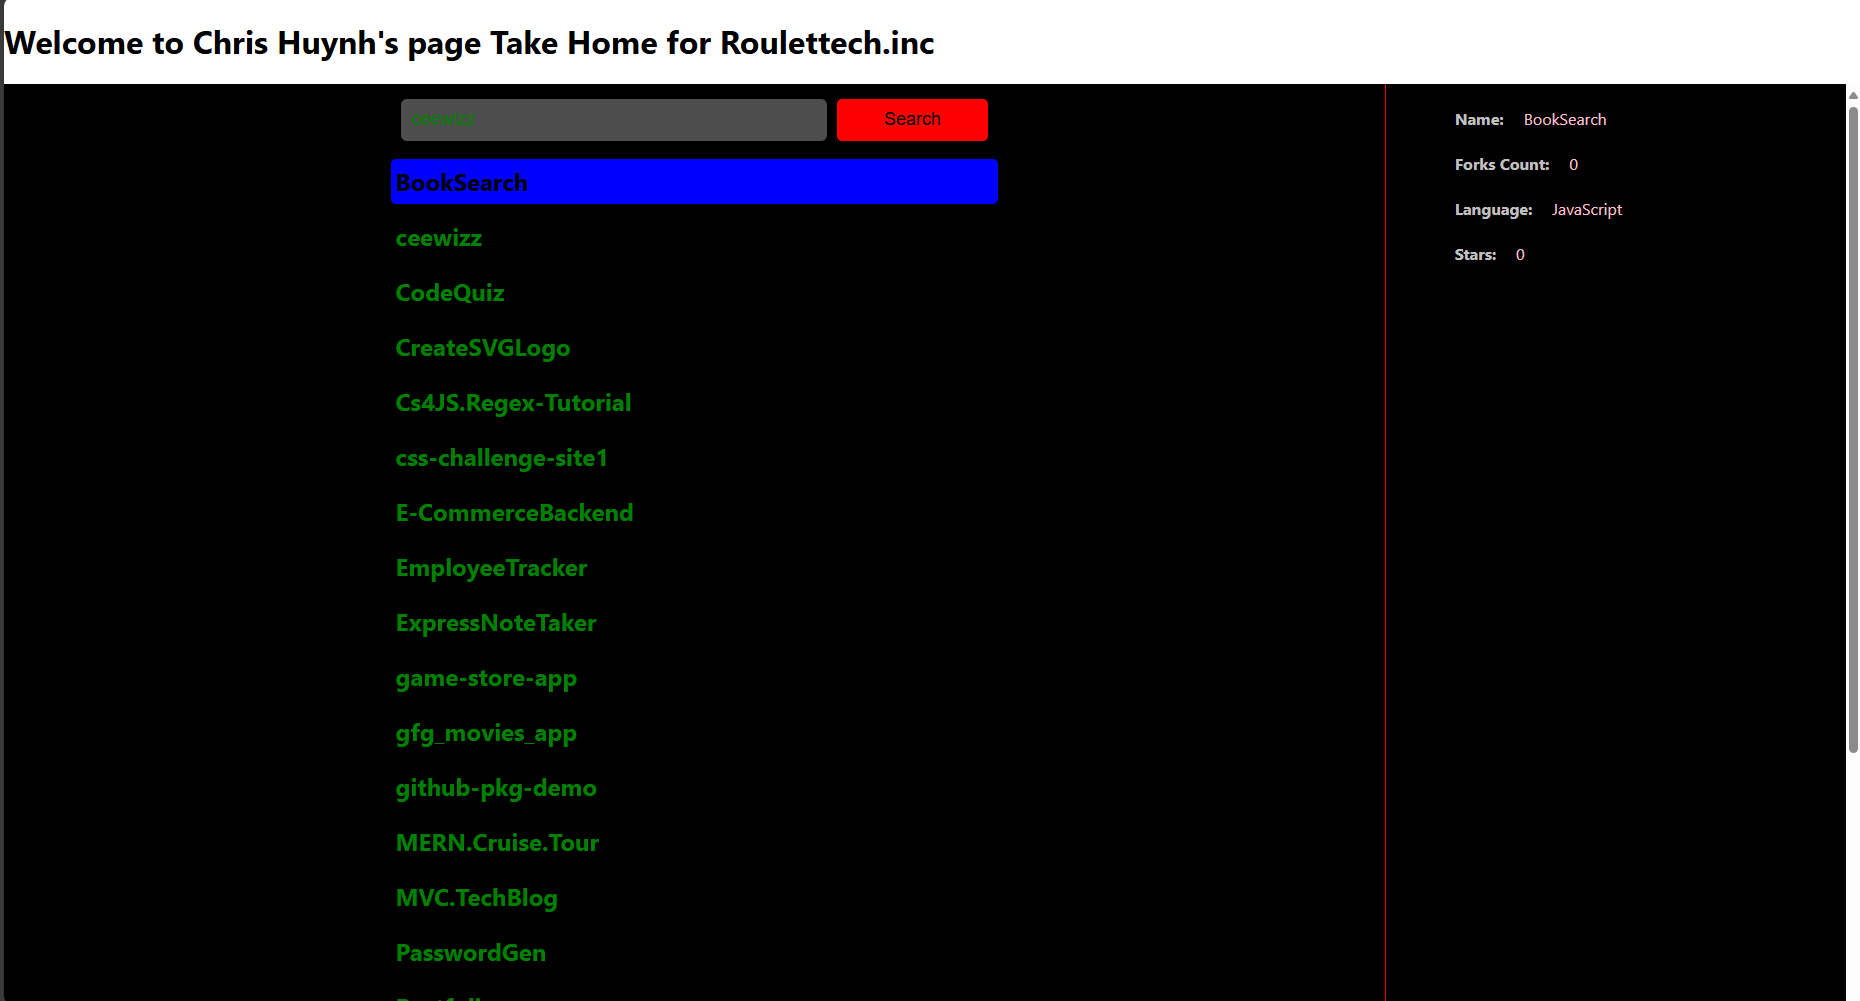 Welcome to Chris Huynh's page Take Home for Roulettech.inc
ceewizz
Search
BookSearch
ceewizz
CodeQuiz
CreateSVGLogo
Cs4JS.Regex-Tutorial
css-challenge-site1
E-CommerceBackend
EmployeeTracker
ExpressNoteTaker
game-store-app
gfg_movies_app
github-pkg-demo
MERN.Cruise.Tour
MVC.TechBlog
PasswordGen
Name: BookSearch
Forks Count: 0
Language: JavaScript
Stars: 0